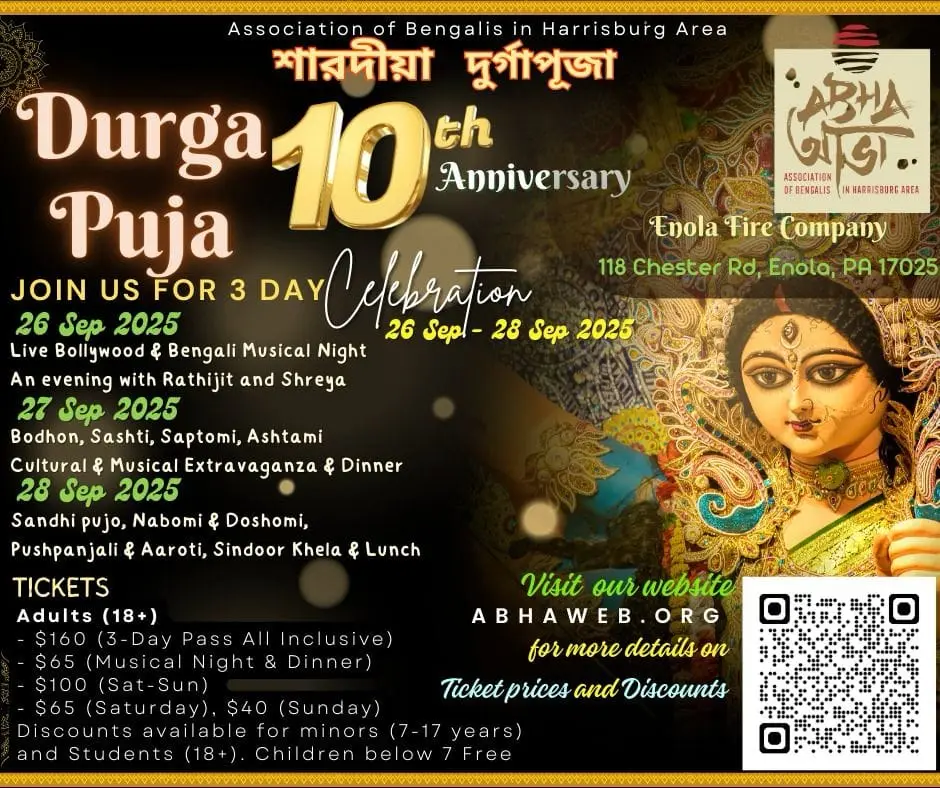 Association of Bengalis in Harrisburg Area
শারদীয়া দুর্গাপূজা
Durga
Puja
10th
Anniversary
ABHA
আভা
ASSOCIATION
OF BENGALIS IN HARRISBURG AREA
Enola Fire Company
118 Chester Rd, Enola, PA 17025
JOIN US FOR 3 DAY Celebration
26 Sep - 28 Sep 2025
26 Sep 2025
Live Bollywood & Bengali Musical Night
An evening with Rathijit and Shreya
27 Sep 2025
Bodhon, Sashti, Saptomi, Ashtami
Cultural & Musical Extravaganza & Dinner
28 Sep 2025
Sandhi pujo, Nabomi & Doshomi,
Pushpanjali & Aaroti, Sindoor Khela & Lunch
TICKETS
Adults (18+)
- $160 (3-Day Pass All Inclusive)
- $65 (Musical Night & Dinner)
- $100 (Sat-Sun)
- $65 (Saturday), $40 (Sunday)
Discounts available for minors (7-17 years)
and Students (18+). Children below 7 Free
Visit our website
ABHAWEB.ORG
for more details on
Ticket prices and Discounts